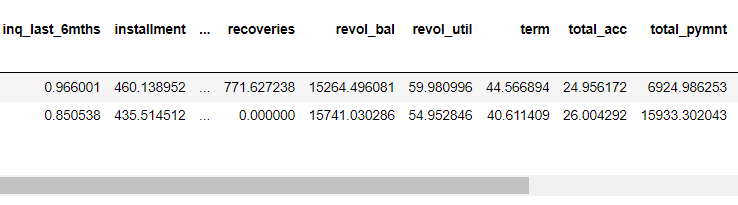 inq_last_6mths installment ... recoveries revol_bal revol_util term total_acc total_pymnt
0.966001 460.138952 ... 771.627238 15264.496081 59.980996 44.566894 24.956172 6924.986253
0.850538 435.514512 ... 0.000000 15741.030286 54.952846 40.611409 26.004292 15933.302043